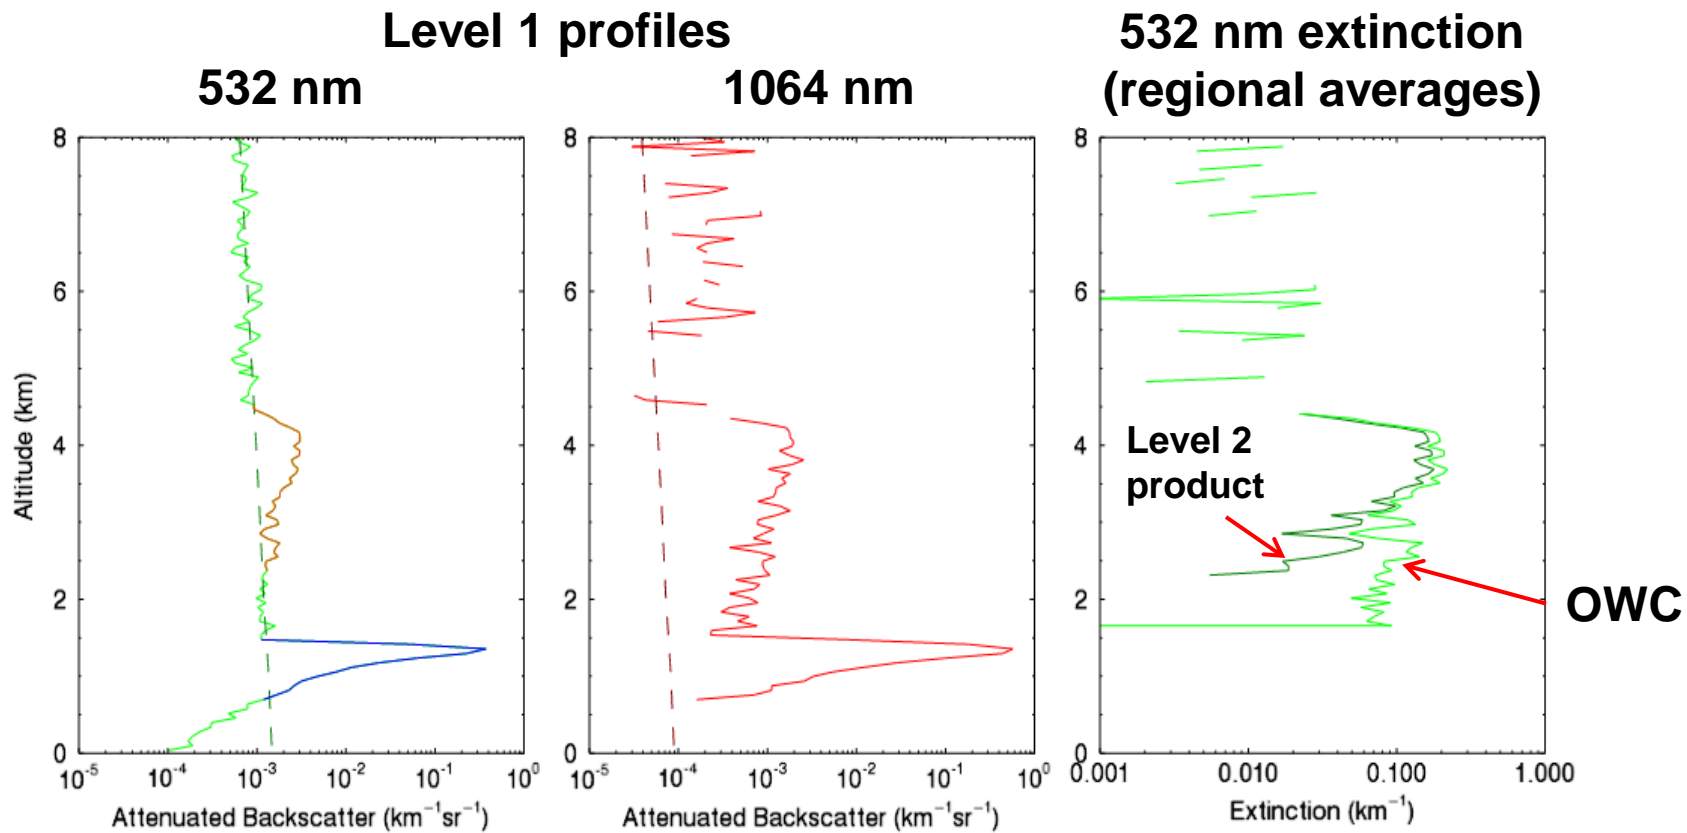 Level 1 profiles
532 nm
1064 nm
532 nm extinction
(regional averages)
8
6
4
2
0
Altitude (km)
10⁻⁵ 10⁻⁴ 10⁻³ 10⁻² 10⁻¹ 10⁰
Attenuated Backscatter (km⁻¹sr⁻¹)
8
6
4
2
0
10⁻⁵ 10⁻⁴ 10⁻³ 10⁻² 10⁻¹ 10⁰
Attenuated Backscatter (km⁻¹sr⁻¹)
8
6
4
2
0
Level 2
product
OWC
0.001 0.010 0.100 1.000
Extinction (km⁻¹)